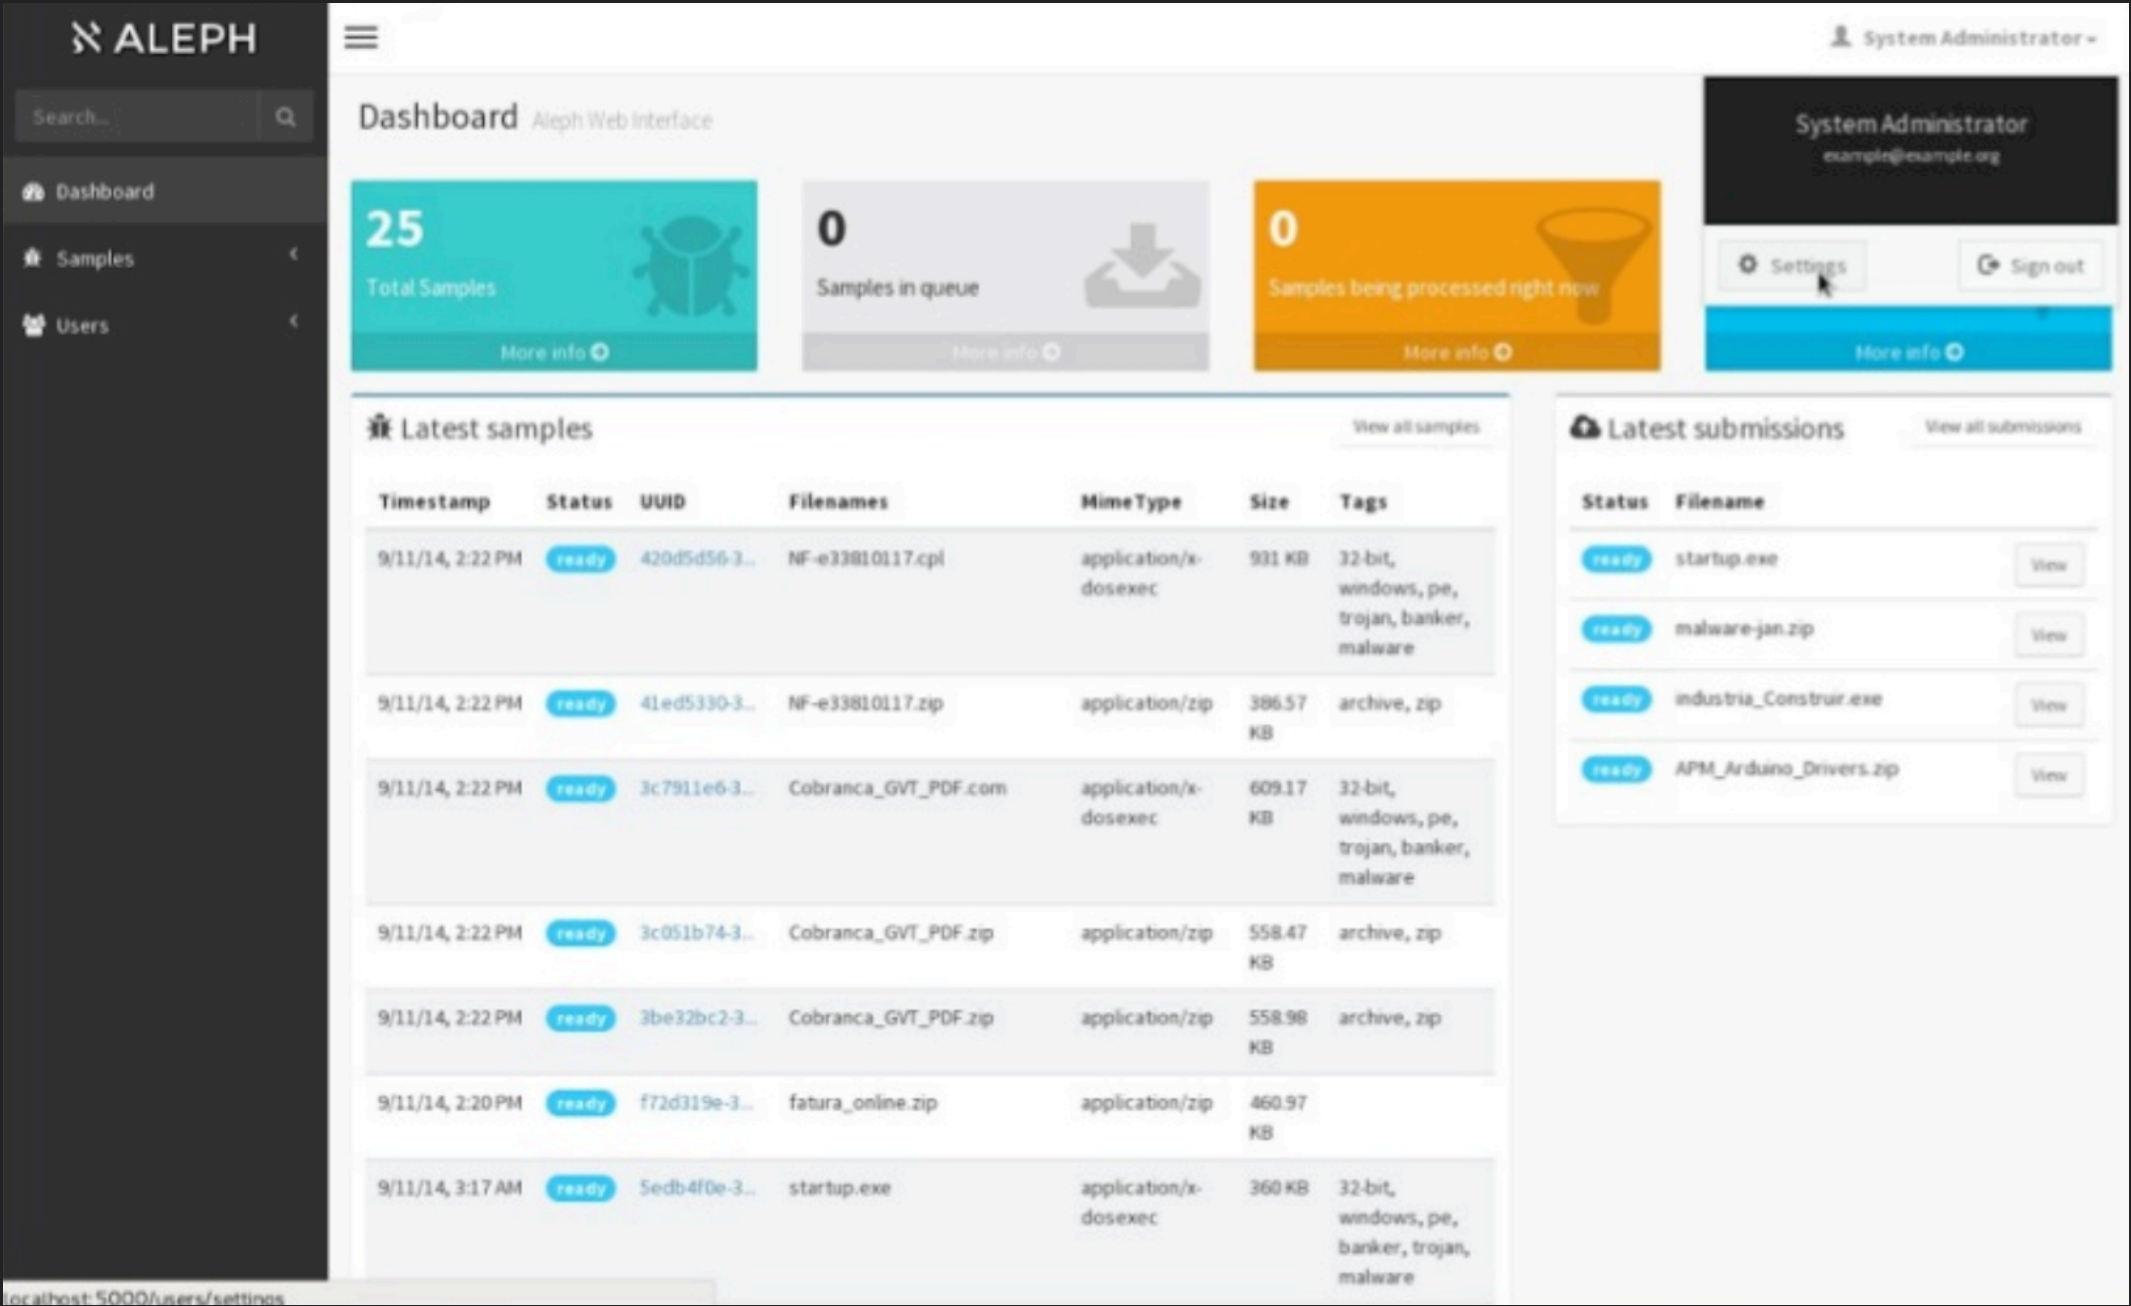 ALEPH
System Administrator
Search...
Dashboard Aleph Web Interface
System Administrator
example@example.org
Dashboard
Samples
Users
25
Total Samples
More info
0
Samples in queue
More info
0
Samples being processed right now
More info
Settings
Sign out
More info
Latest samples
View all samples
Timestamp Status UUID Filenames MimeType Size Tags
9/11/14, 2:22 PM ready 420d5d56-3... NF-e33810117.cpl application/x- 931 KB 32-bit,
dosexec windows, pe,
trojan, banker,
malware
9/11/14, 2:22 PM ready 41ed5330-3... NF-e33810117.zip application/zip 386.57 archive, zip
KB
9/11/14, 2:22 PM ready 3c7911e6-3... Cobranca_GVT_PDF.com application/x- 609.17 32-bit,
dosexec KB windows, pe,
trojan, banker,
malware
9/11/14, 2:22 PM ready 3c051b74-3... Cobranca_GVT_PDF.zip application/zip 558.47 archive, zip
KB
9/11/14, 2:22 PM ready 3be32bc2-3... Cobranca_GVT_PDF.zip application/zip 558.98 archive, zip
KB
9/11/14, 2:20 PM ready f72d319e-3... fatura_online.zip application/zip 460.97
KB
9/11/14, 3:17 AM ready 5edb4f0e-3... startup.exe application/x- 360 KB 32-bit,
dosexec windows, pe,
banker, trojan,
malware
Latest submissions
View all submissions
Status Filename
ready startup.exe View
ready malware-jan.zip View
ready industria_Construir.exe View
ready APM_Arduino_Drivers.zip View
localhost:5000/users/settings